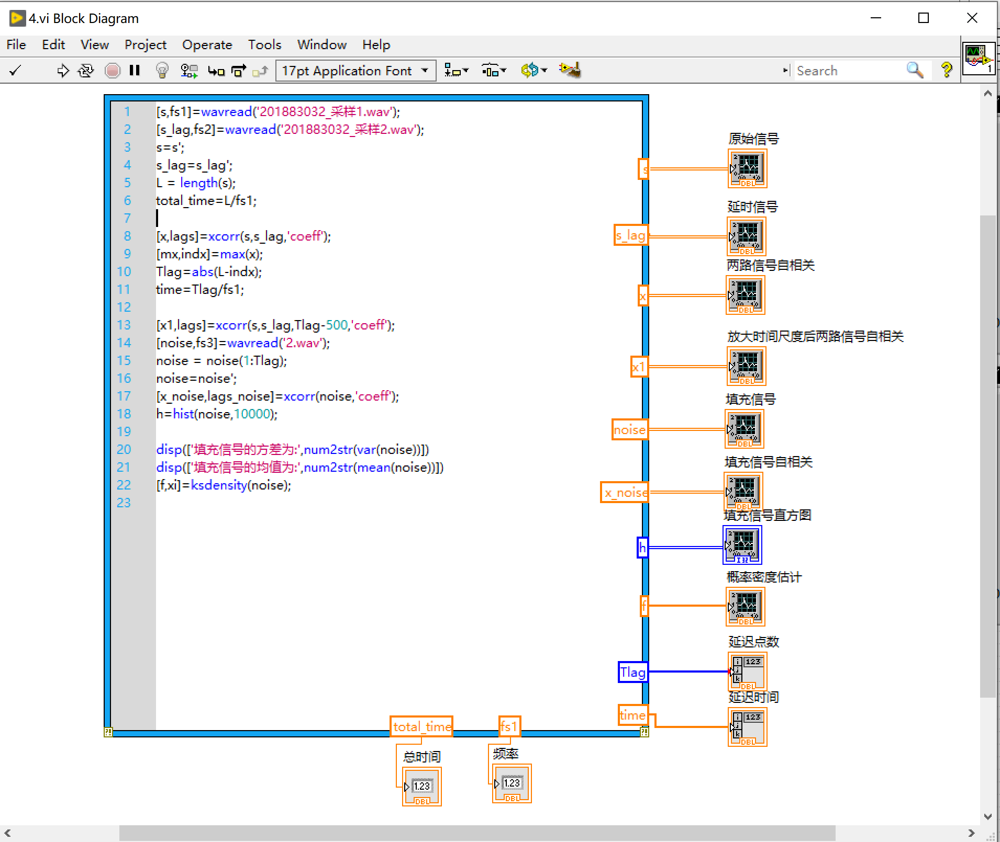 4.vi Block Diagram
File Edit View Project Operate Tools Window Help
17pt Application Font
Search
1
1 [s,fs1]=wavread('201883032_采样1.wav');
2 [s_lag,fs2]=wavread('201883032_采样2.wav');
3 s=s';
4 s_lag=s_lag';
5 L = length(s);
6 total_time=L/fs1;
7
8 [x,lags]=xcorr(s,s_lag,'coeff');
9 [mx,indx]=max(x);
10 Tlag=abs(L-indx);
11 time=Tlag/fs1;
12
13 [x1,lags]=xcorr(s,s_lag,Tlag-500,'coeff');
14 [noise,fs3]=wavread('2.wav');
15 noise = noise(1:Tlag);
16 noise=noise';
17 [x_noise,lags_noise]=xcorr(noise,'coeff');
18 h=hist(noise,10000);
19
20 disp(['填充信号的方差为:',num2str(var(noise))])
21 disp(['填充信号的均值为:',num2str(mean(noise))])
22 [f,xi]=ksdensity(noise);
23
原始信号
s
DBL
延时信号
s_lag
DBL
两路信号自相关
x
DBL
放大时间尺度后两路信号自相关
x1
DBL
填充信号
noise
DBL
填充信号自相关
x_noise
DBL
填充信号直方图
h
I32
概率密度估计
f
DBL
延迟点数
Tlag
i
j
k
123
DBL
延迟时间
time
i
j
k
123
DBL
total_time
fs1
总时间
频率
1.23
1.23
DBL
DBL